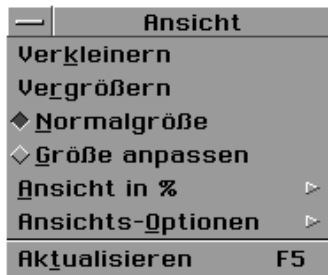 Ansicht
Verkleinern
Vergrößern
Normalgröße
Größe anpassen
Ansicht in %
Ansichts-Optionen
Aktualisieren F5